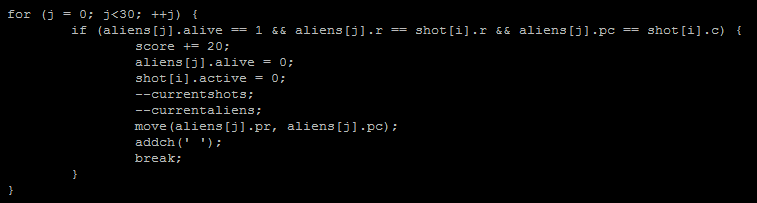 for (j = 0; j<30; ++j) {
        if (aliens[j].alive == 1 && aliens[j].r == shot[i].r && aliens[j].pc == shot[i].c) {
                score += 20;
                aliens[j].alive = 0;
                shot[i].active = 0;
                --currentshots;
                --currentaliens;
                move(aliens[j].pr, aliens[j].pc);
                addch(' ');
                break;
        }
}